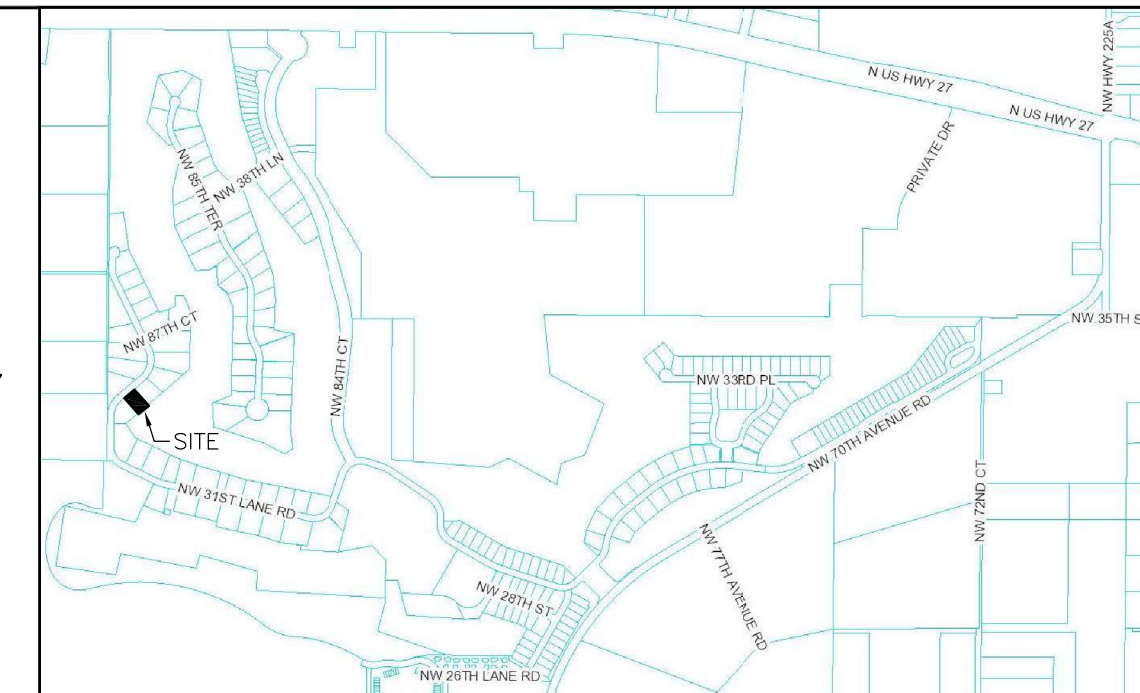 NW HWY 225A
N US HWY 27
N US HWY 27
PRIVATE DR
NW 38TH LN
NW 85TH TER
NW 87TH CT
NW 84TH CT
NW 35TH S
NW 33RD PL
SITE
NW 70TH AVENUE RD
NW 31ST LANE RD
NW 72ND CT
NW 77TH AVENUE RD
NW 28TH ST
NW 26TH LANE RD